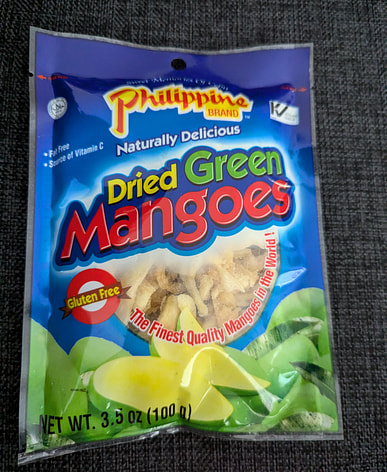 Philippine
BRAND™
Naturally Delicious
• Fat Free
• Source of Vitamin C
Dried Green
Mangoes
Gluten Free
The Finest Quality Mangoes in the World!
NET WT. 3.5 oz (100 g)